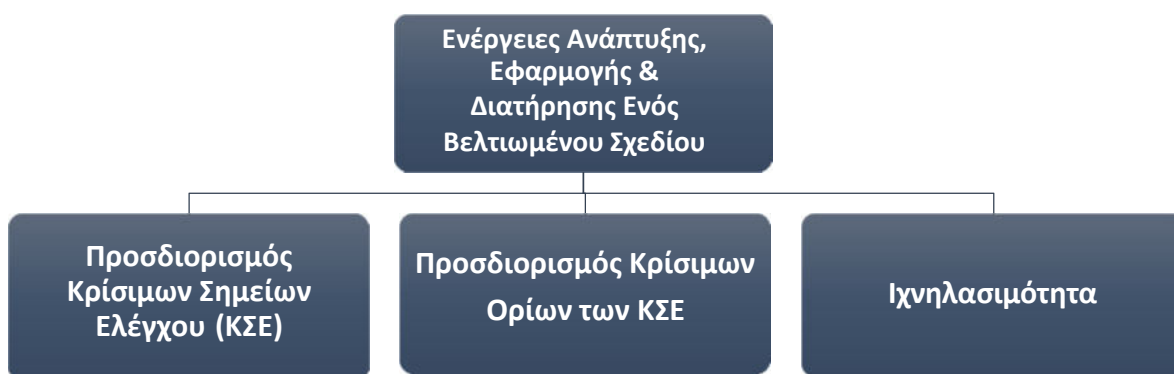 Ενέργειες Ανάπτυξης,
Εφαρμογής &
Διατήρησης Ενός
Βελτιωμένου Σχεδίου
Προσδιορισμός
Κρίσιμων Σημείων
Ελέγχου (ΚΣΕ)
Προσδιορισμός Κρίσιμων
Ορίων των ΚΣΕ
Ιχνηλασιμότητα